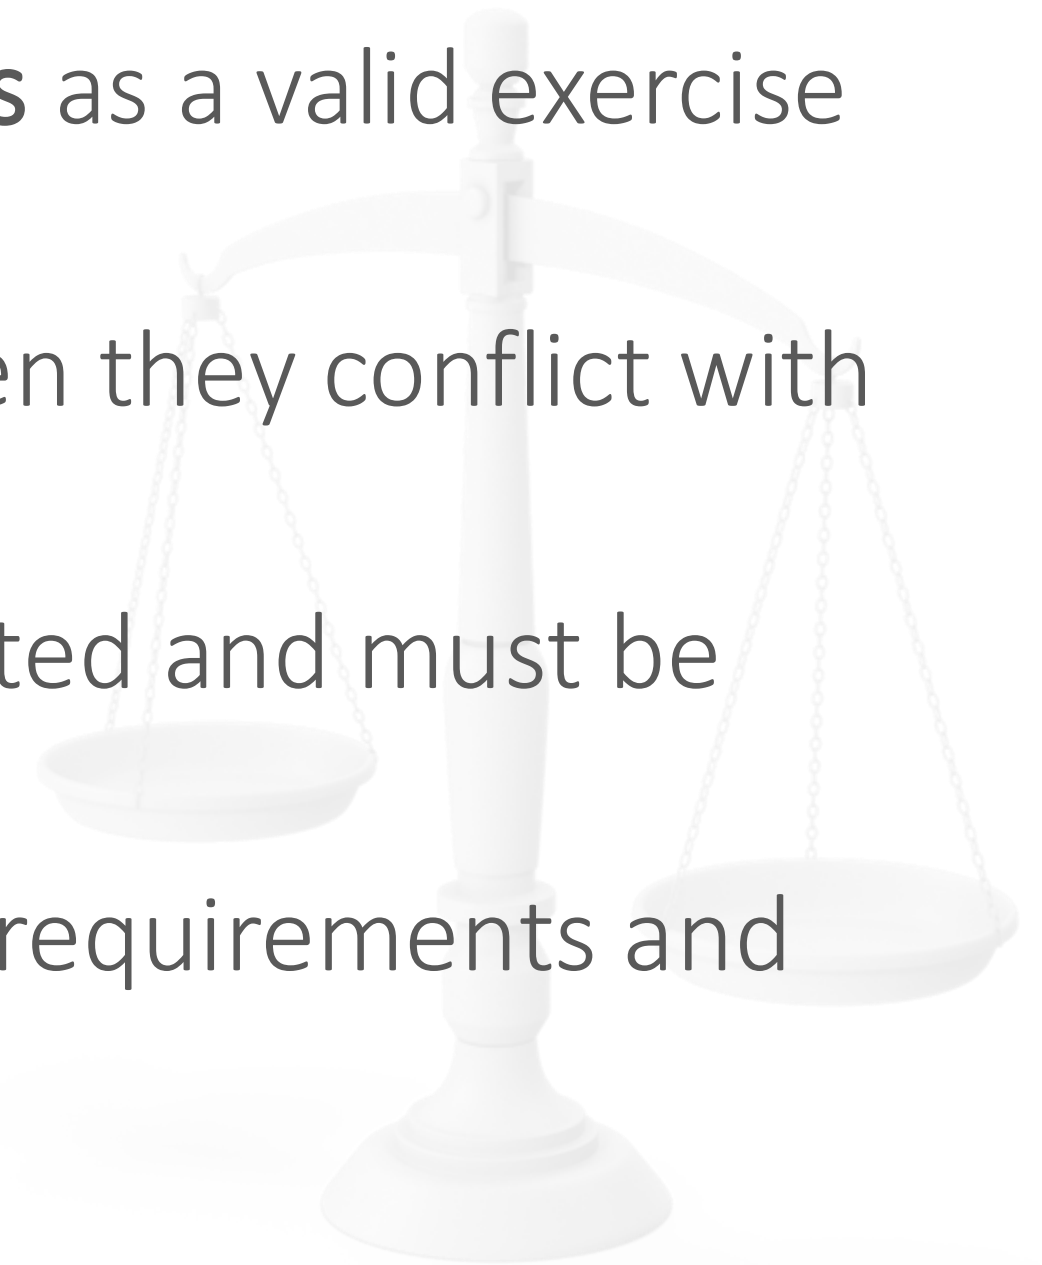 s as a valid exercise
en they conflict with
ted and must be
requirements and